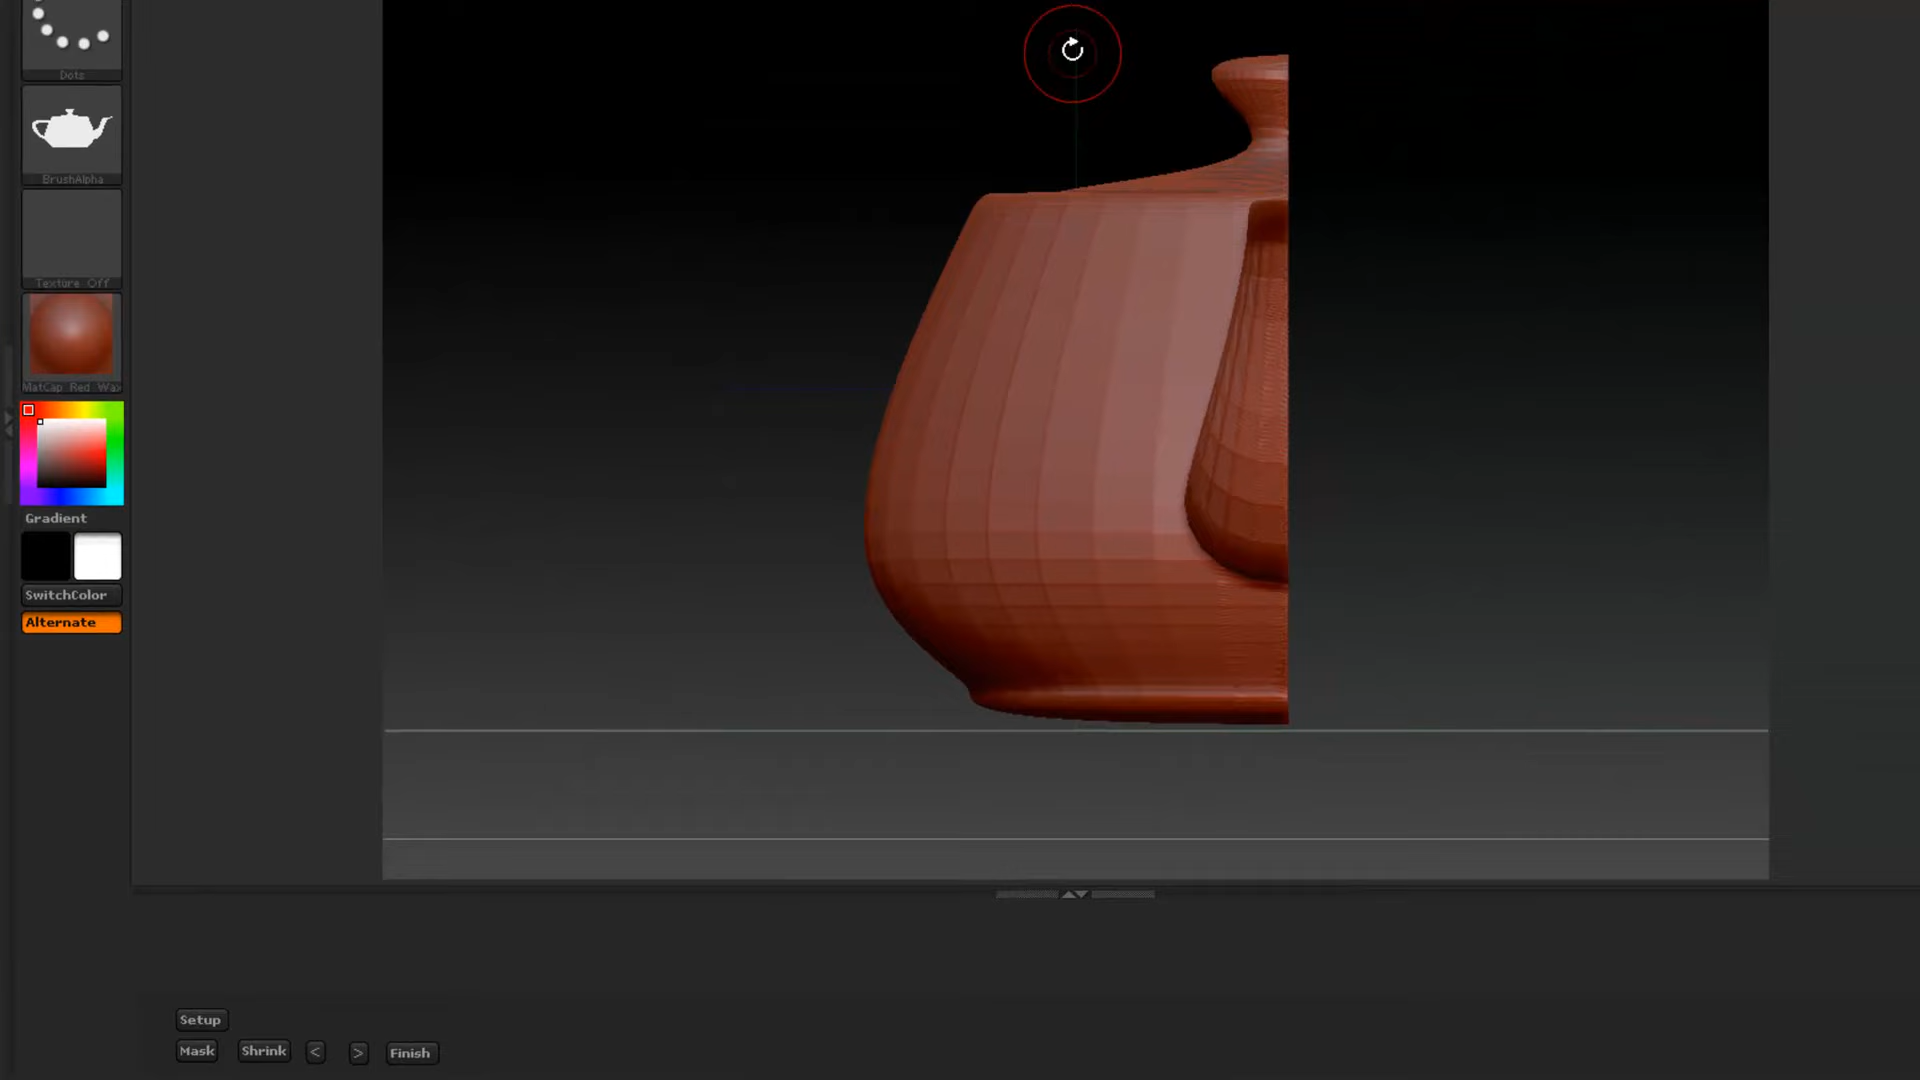 Dots
BrushAlpha
Texture Off
MatCap Red Wax
Gradient
SwitchColor
Alternate
Setup
Mask Shrink < > Finish